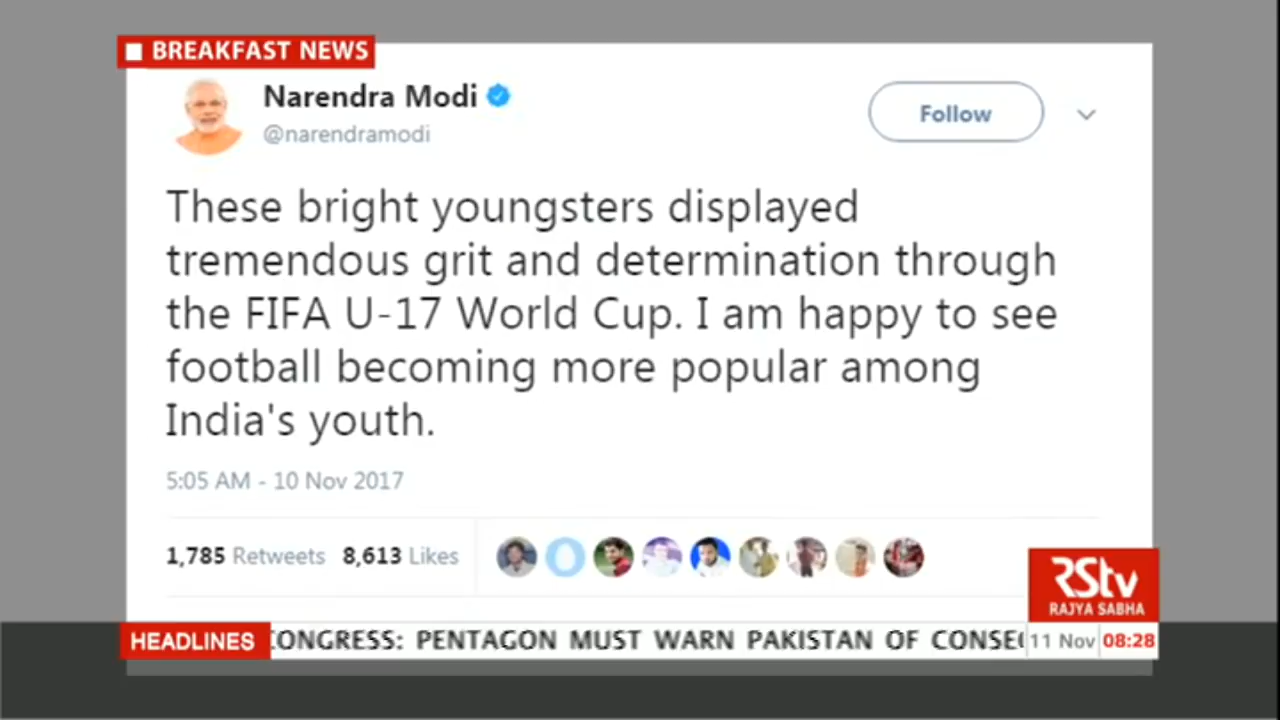 BREAKFAST NEWS
Narendra Modi
@narendramodi
Follow
These bright youngsters displayed
tremendous grit and determination through
the FIFA U-17 World Cup. I am happy to see
football becoming more popular among
India's youth.
5:05 AM - 10 Nov 2017
1,785 Retweets 8,613 Likes
RStv
RAJYA SABHA
HEADLINES CONGRESS: PENTAGON MUST WARN PAKISTAN OF 11 Nov 08:28